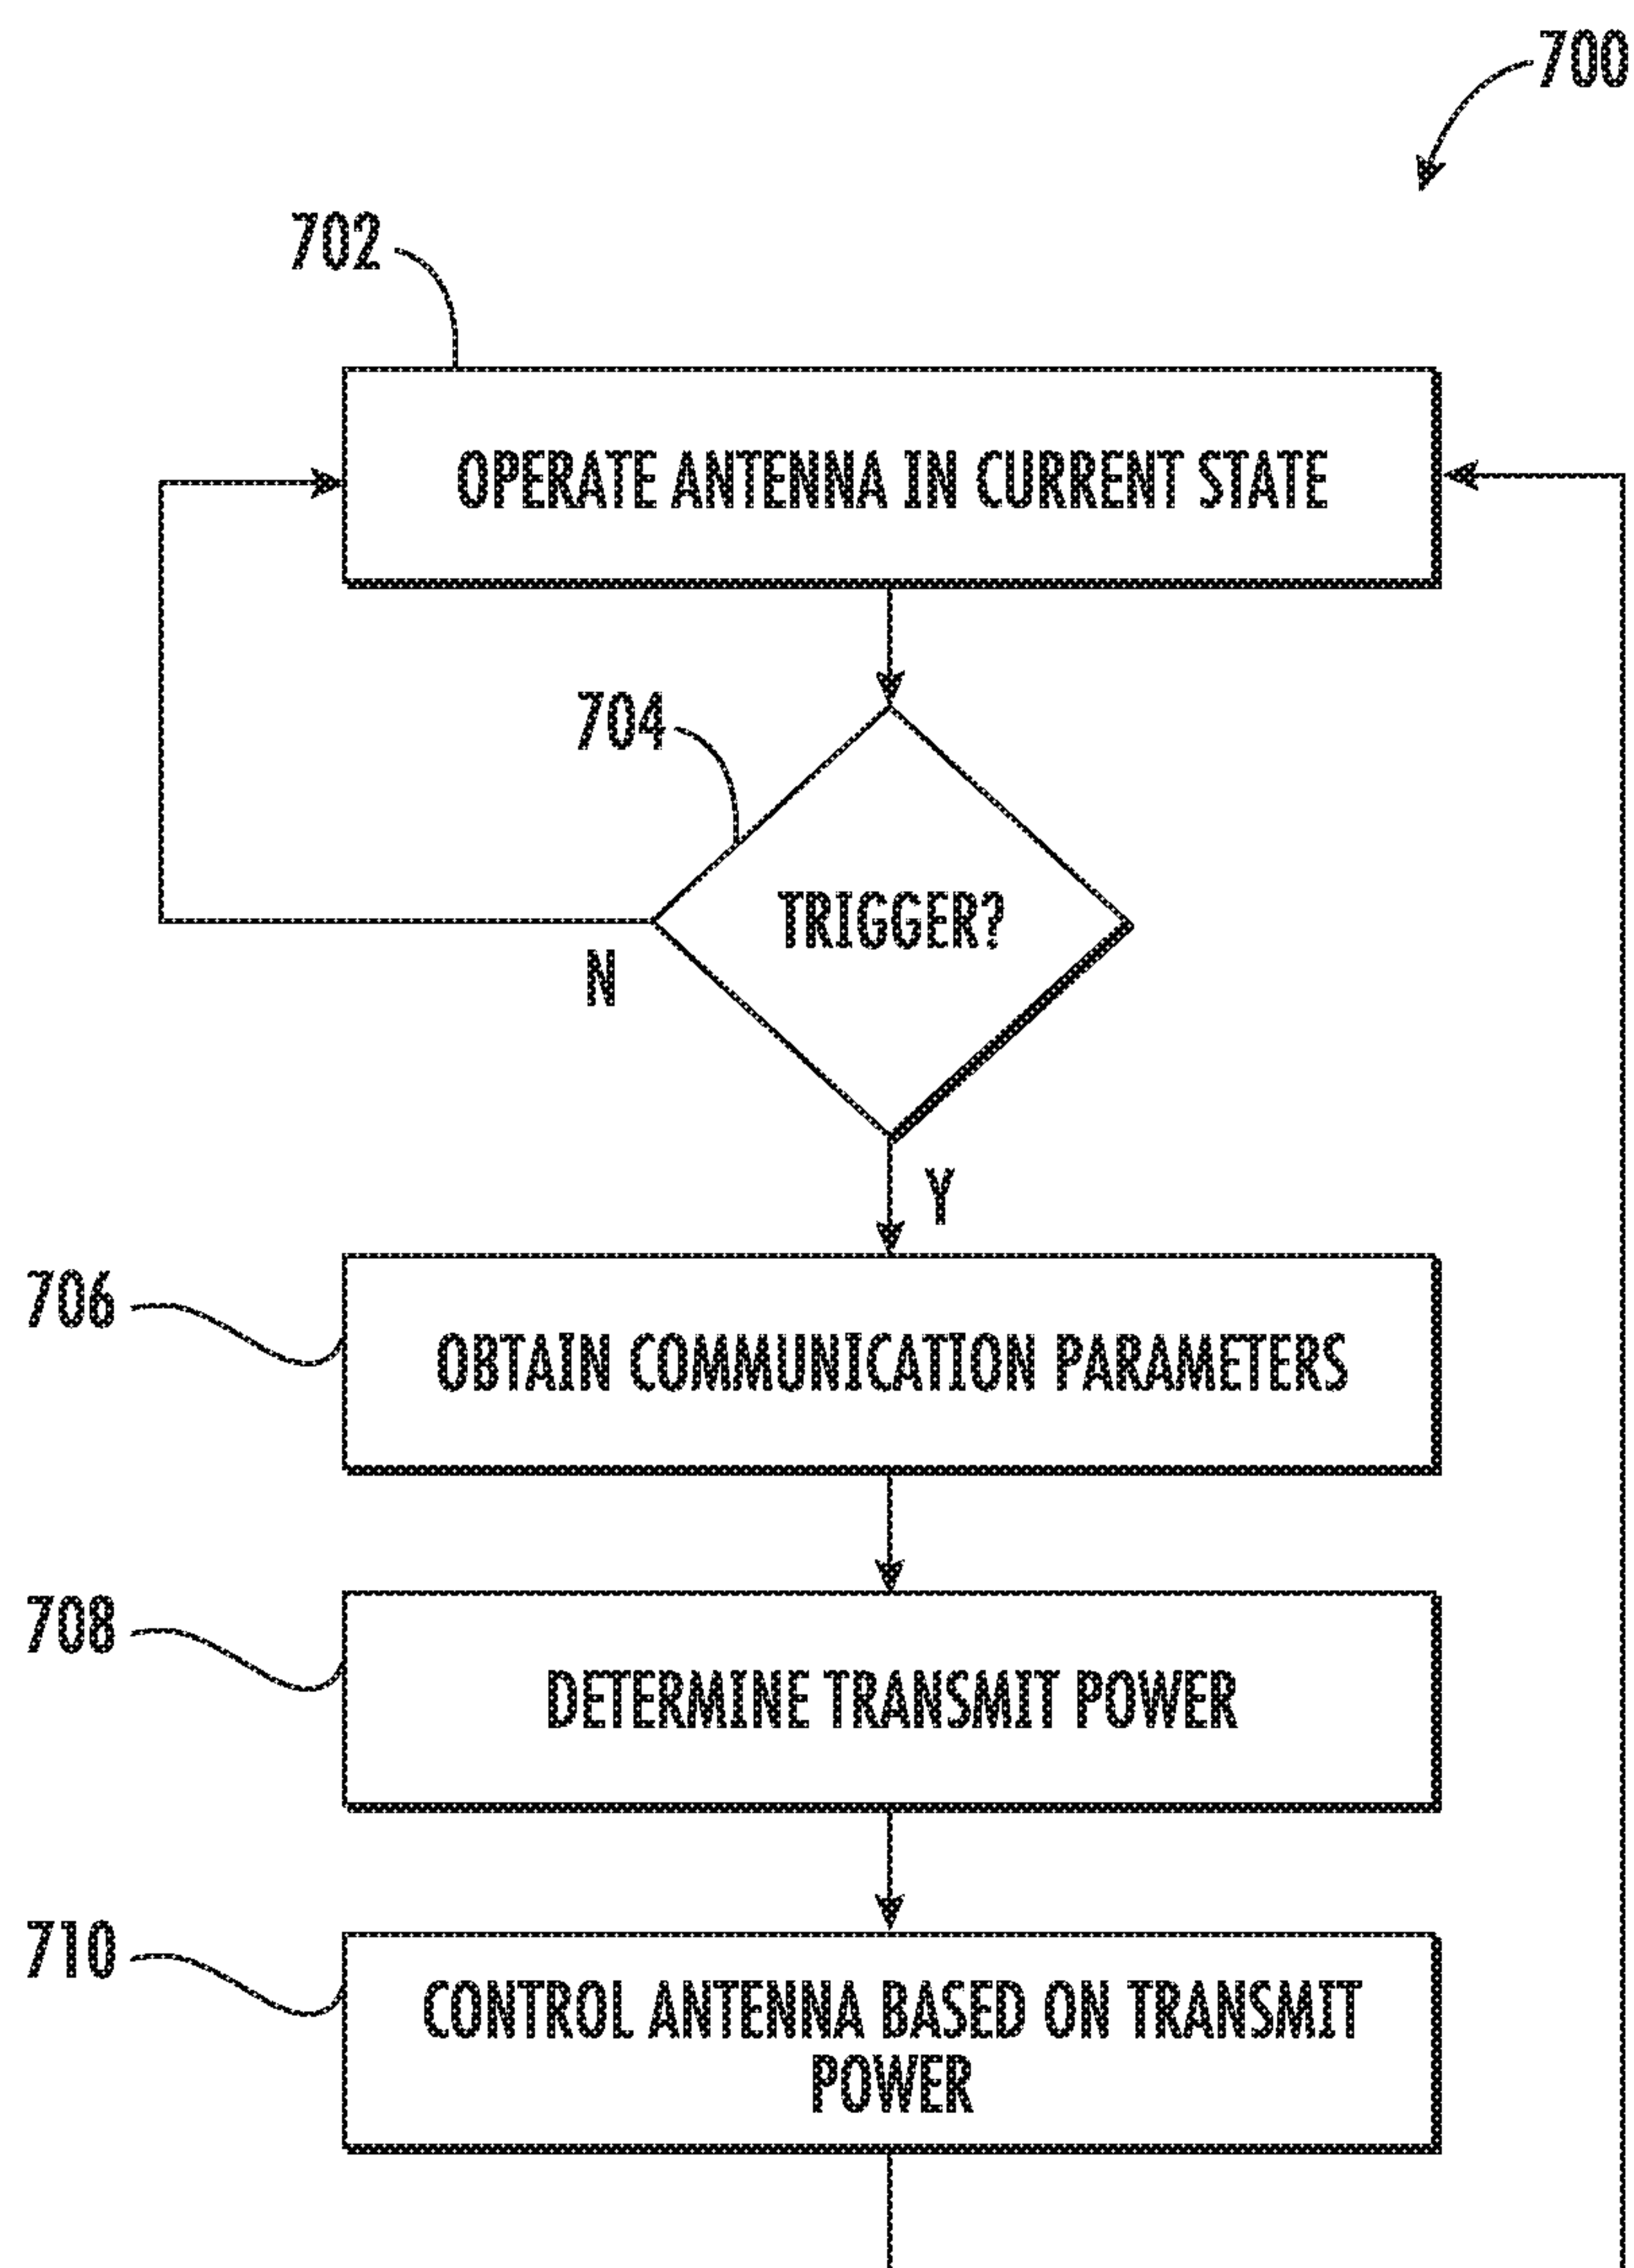 700
702
OPERATE ANTENNA IN CURRENT STATE
704
TRIGGER?
N
Y
706
OBTAIN COMMUNICATION PARAMETERS
708
DETERMINE TRANSMIT POWER
710
CONTROL ANTENNA BASED ON TRANSMIT
POWER